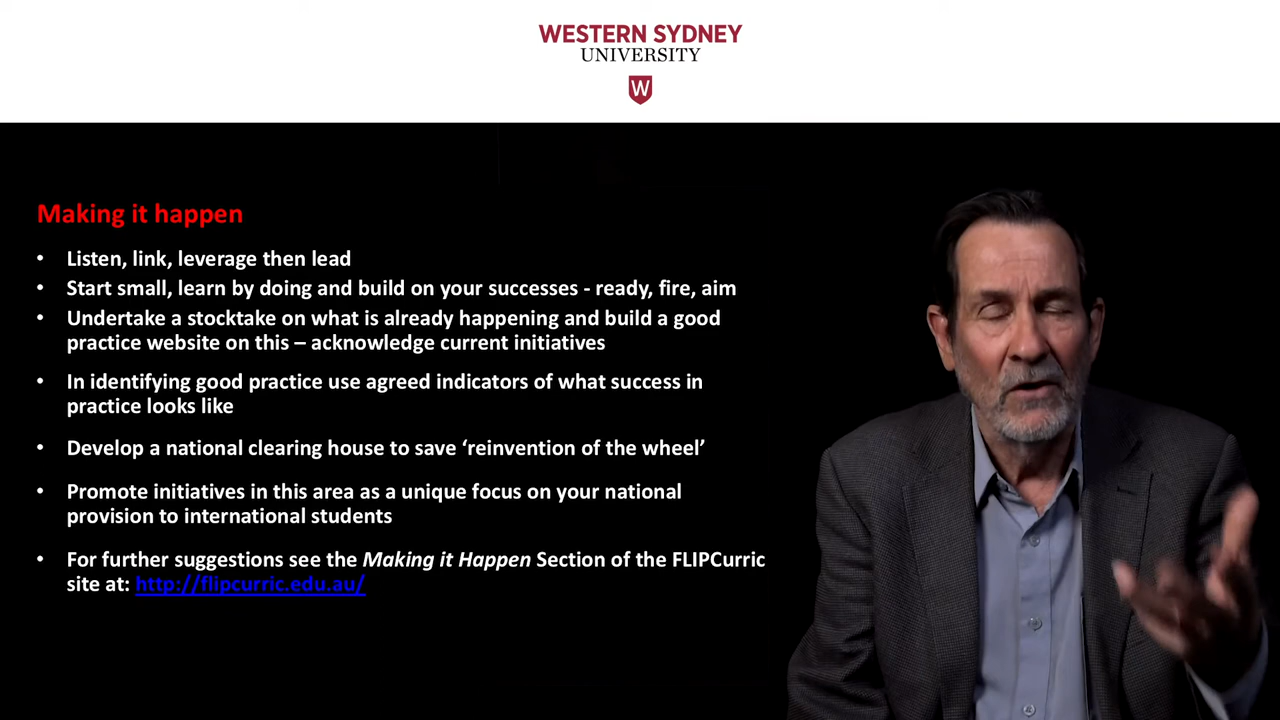 WESTERN SYDNEY
UNIVERSITY
W
Making it happen
• Listen, link, leverage then lead
• Start small, learn by doing and build on your successes - ready, fire, aim
• Undertake a stocktake on what is already happening and build a good
practice website on this – acknowledge current initiatives
• In identifying good practice use agreed indicators of what success in
practice looks like
• Develop a national clearing house to save ‘reinvention of the wheel’
• Promote initiatives in this area as a unique focus on your national
provision to international students
• For further suggestions see the Making it Happen Section of the FLIPCurric
site at: http://flipcurric.edu.au/